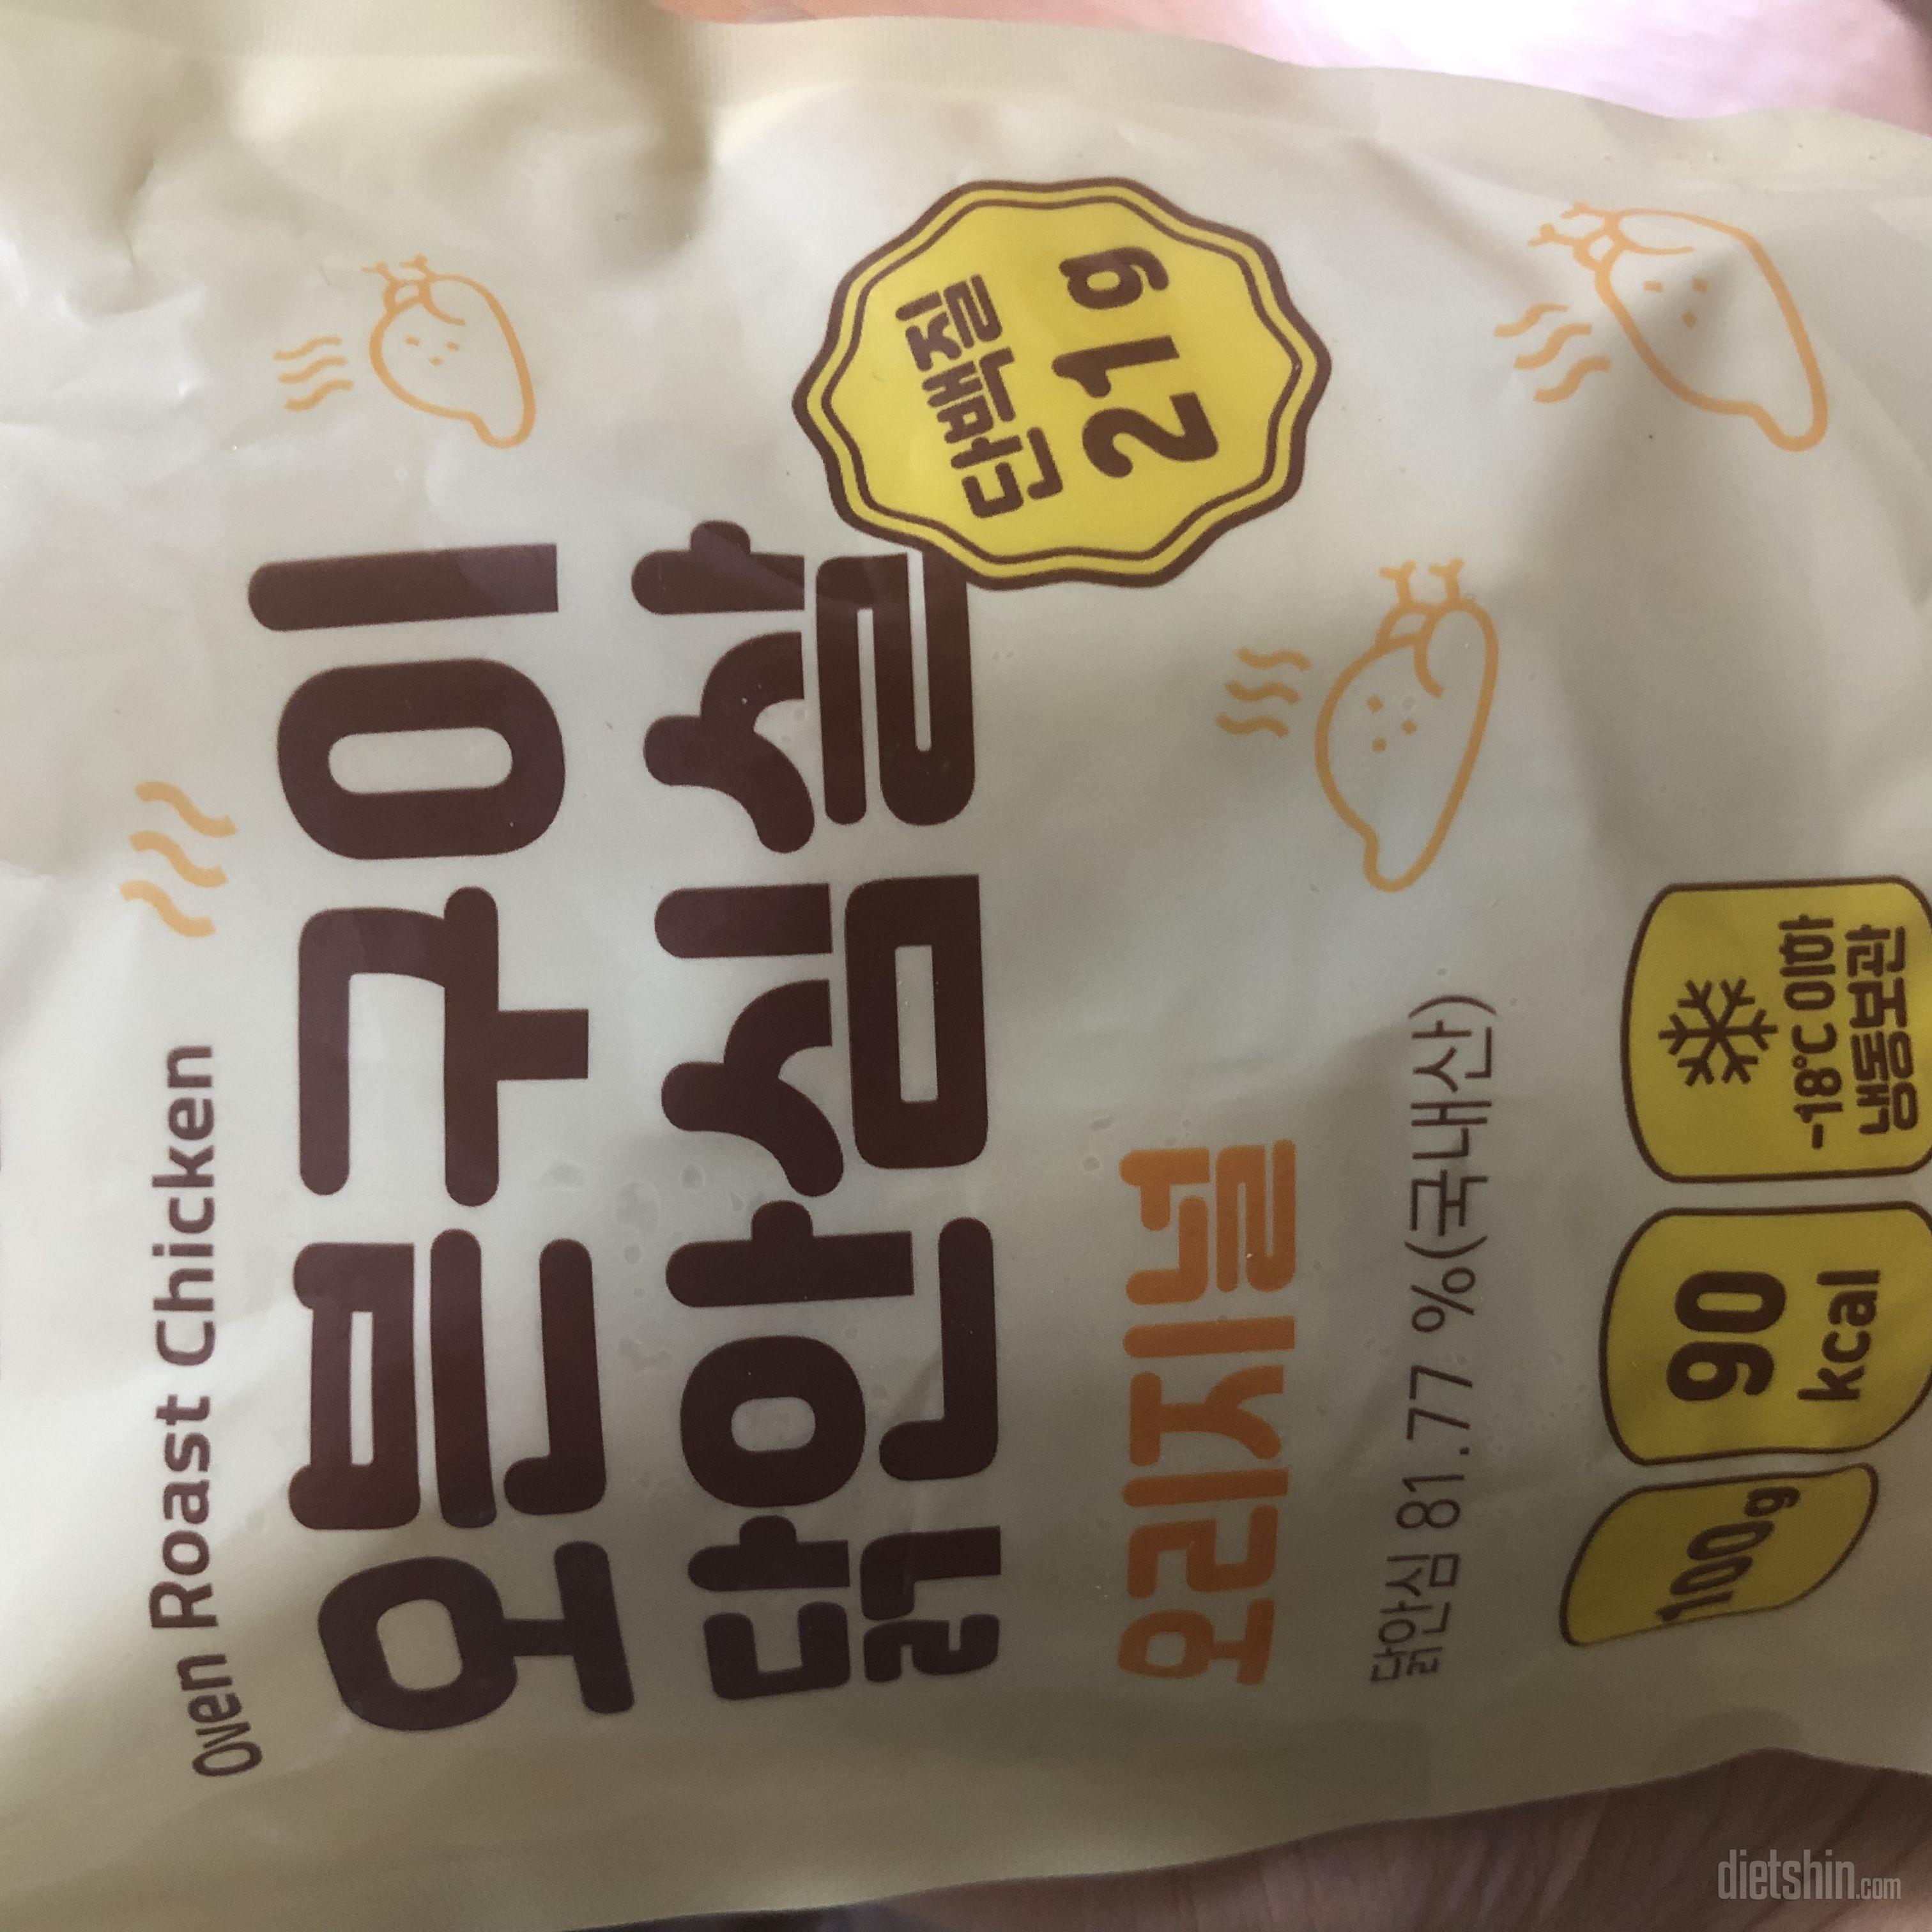 Oven Roast Chicken
오븐구이
닭안심살
단백질
21g
오리지널
닭안심 81.77 %(국내산)
100g
90
kcal
-18℃ 이하
냉동보관
dietshin.com